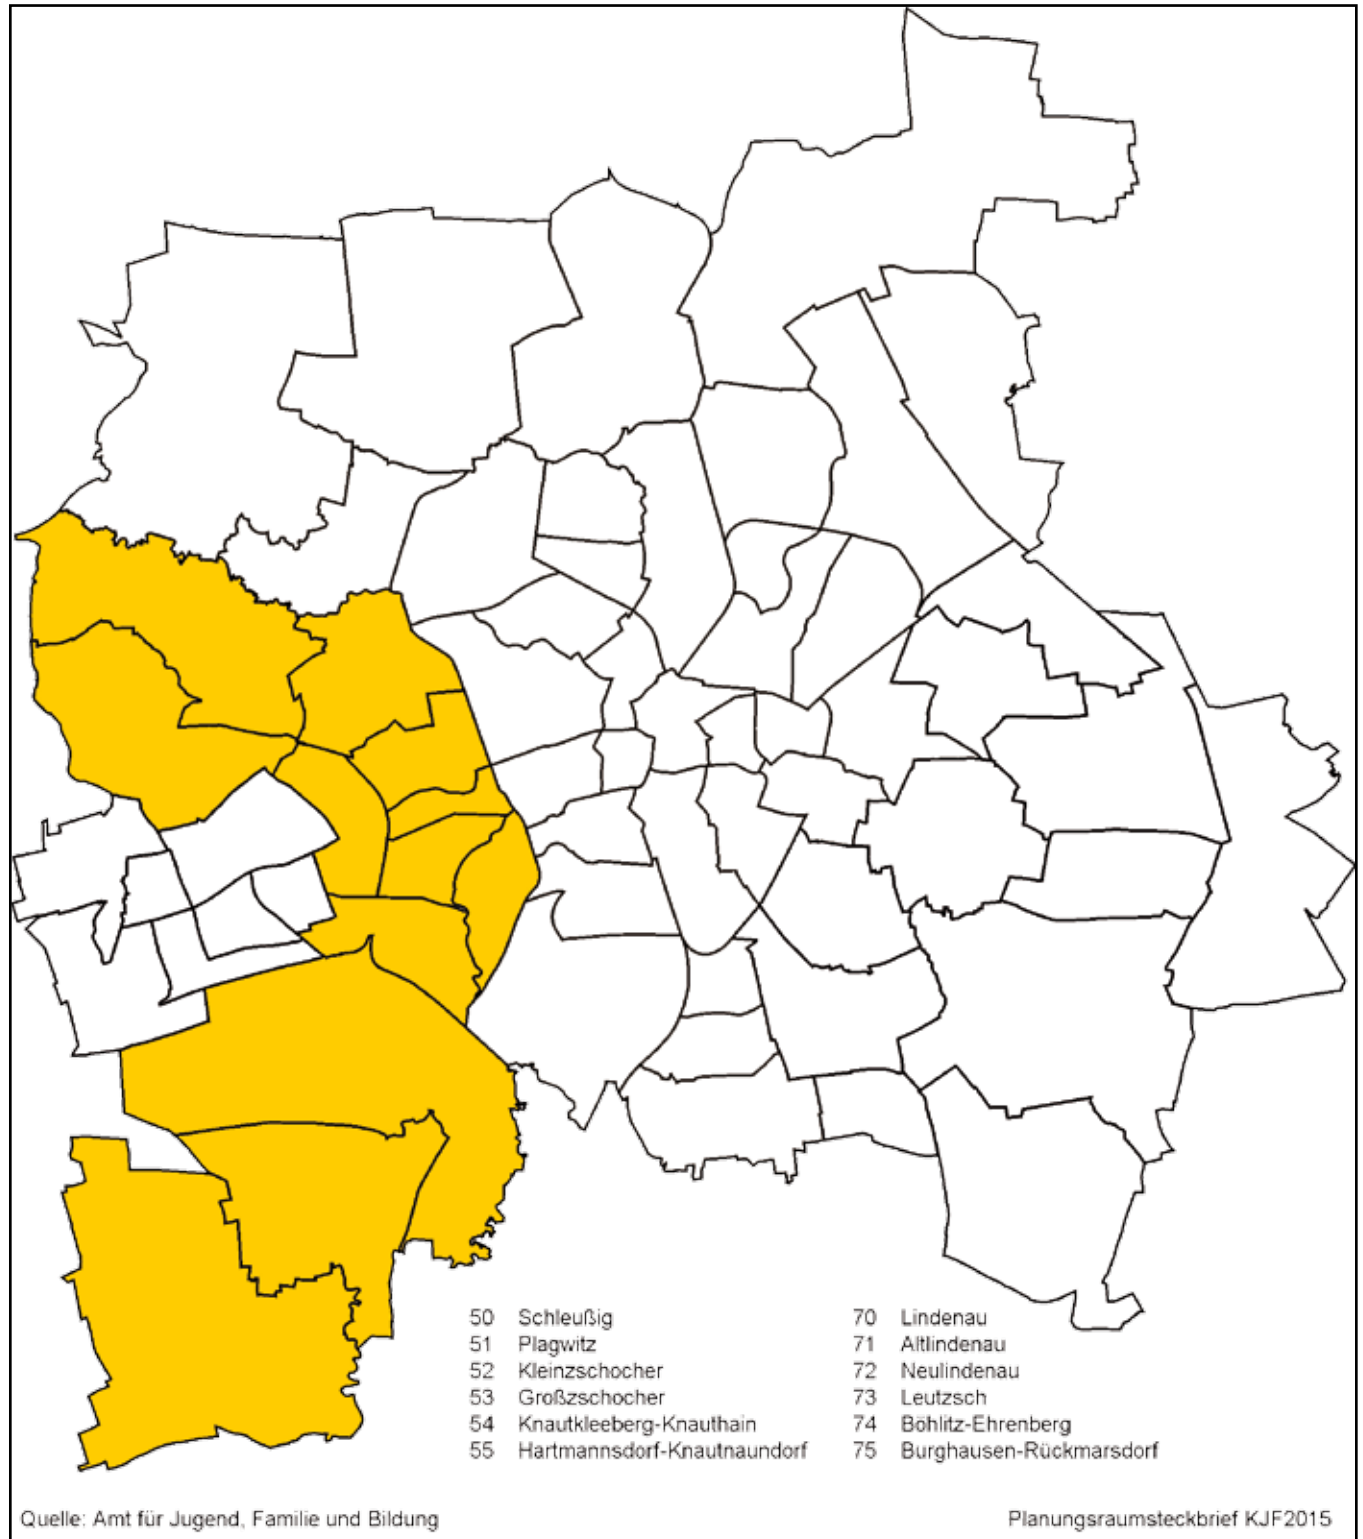 50 Schleußig
51 Plagwitz
52 Kleinzschocher
53 Großzschocher
54 Knautkleeberg-Knauthain
55 Hartmannsdorf-Knautnaundorf
70 Lindenau
71 Altlindenau
72 Neulindenau
73 Leutzsch
74 Böhlitz-Ehrenberg
75 Burghausen-Rückmarsdorf
Quelle: Amt für Jugend, Familie und Bildung
Planungsraumsteckbrief KJF2015